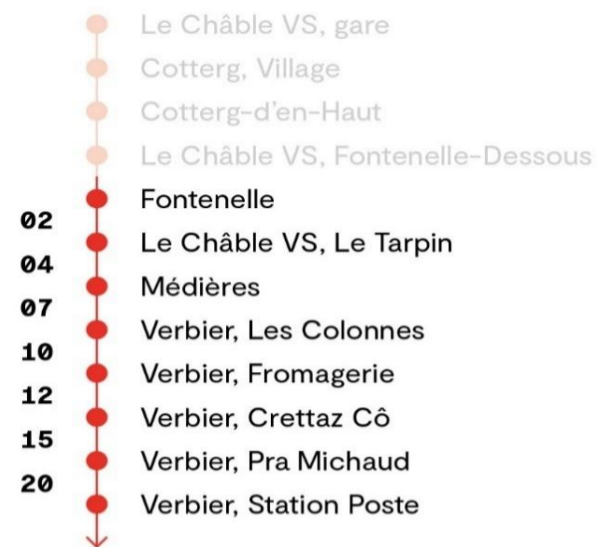 Le Châble VS, gare
Cotterg, Village
Cotterg-d'en-Haut
Le Châble VS, Fontenelle-Dessous
Fontenelle
02
Le Châble VS, Le Tarpin
04
Médières
07
Verbier, Les Colonnes
10
Verbier, Fromagerie
12
Verbier, Crettaz Cô
15
Verbier, Pra Michaud
20
Verbier, Station Poste